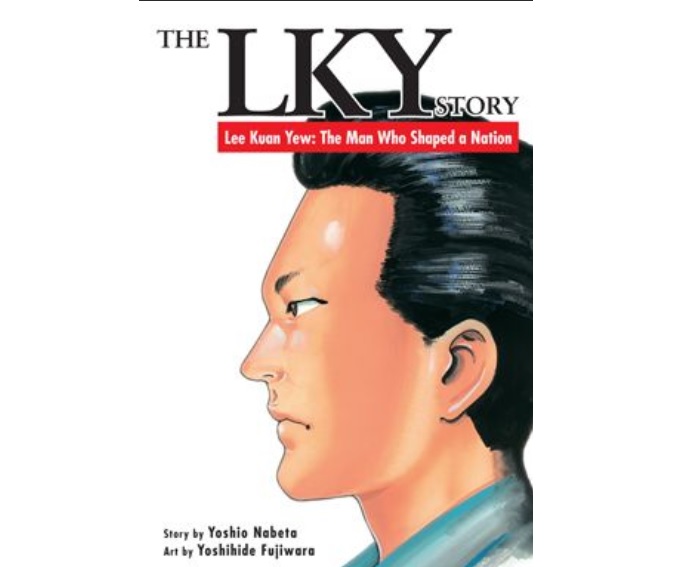 THE LKY STORY
Lee Kuan Yew: The Man Who Shaped a Nation
Story by Yoshio Nabeta
Art by Yoshihide Fujiwara